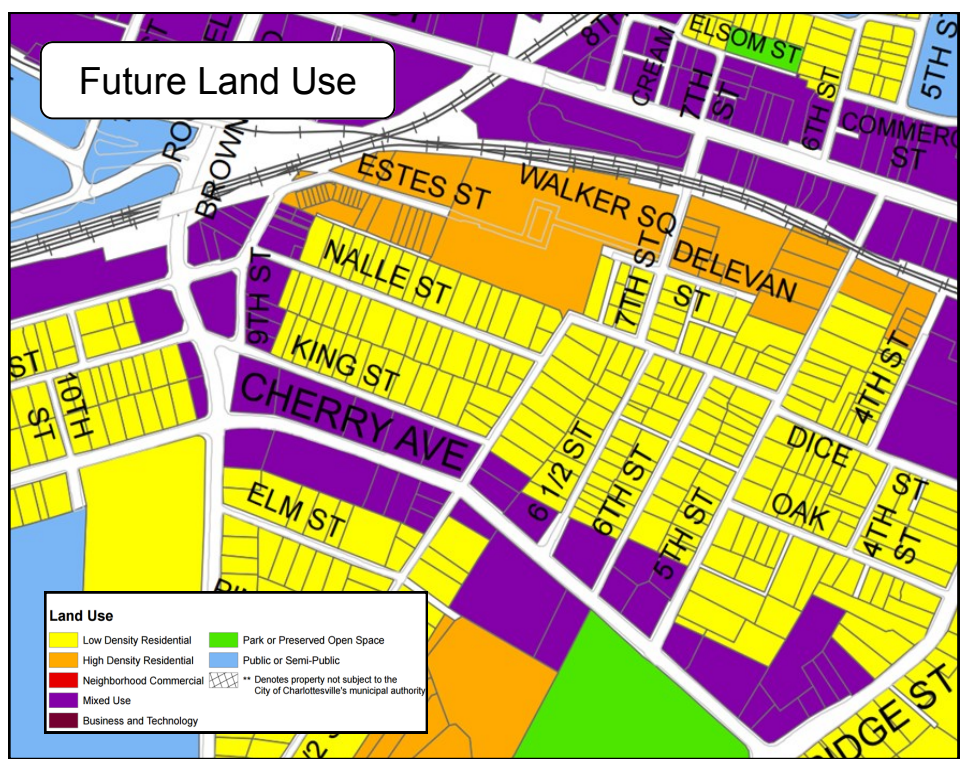 Future Land Use
8TH
ELSOM ST
5TH S
CREAM
7TH
ST
6TH ST
COMMERC
ST
BROWN
ESTES ST
WALKER SQ
7TH ST
DELEVAN
ST
NALLE ST
9TH ST
KING ST
CHERRY AVE
4TH ST
ST
10TH
ST
DICE
OAK
4TH ST
ST
6 1/2 ST
6TH ST
5TH ST
ELM ST
RIDGE ST
Land Use
Low Density Residential
High Density Residential
Neighborhood Commercial
Mixed Use
Business and Technology
Park or Preserved Open Space
Public or Semi-Public
** Denotes property not subject to the
City of Charlottesville's municipal authority